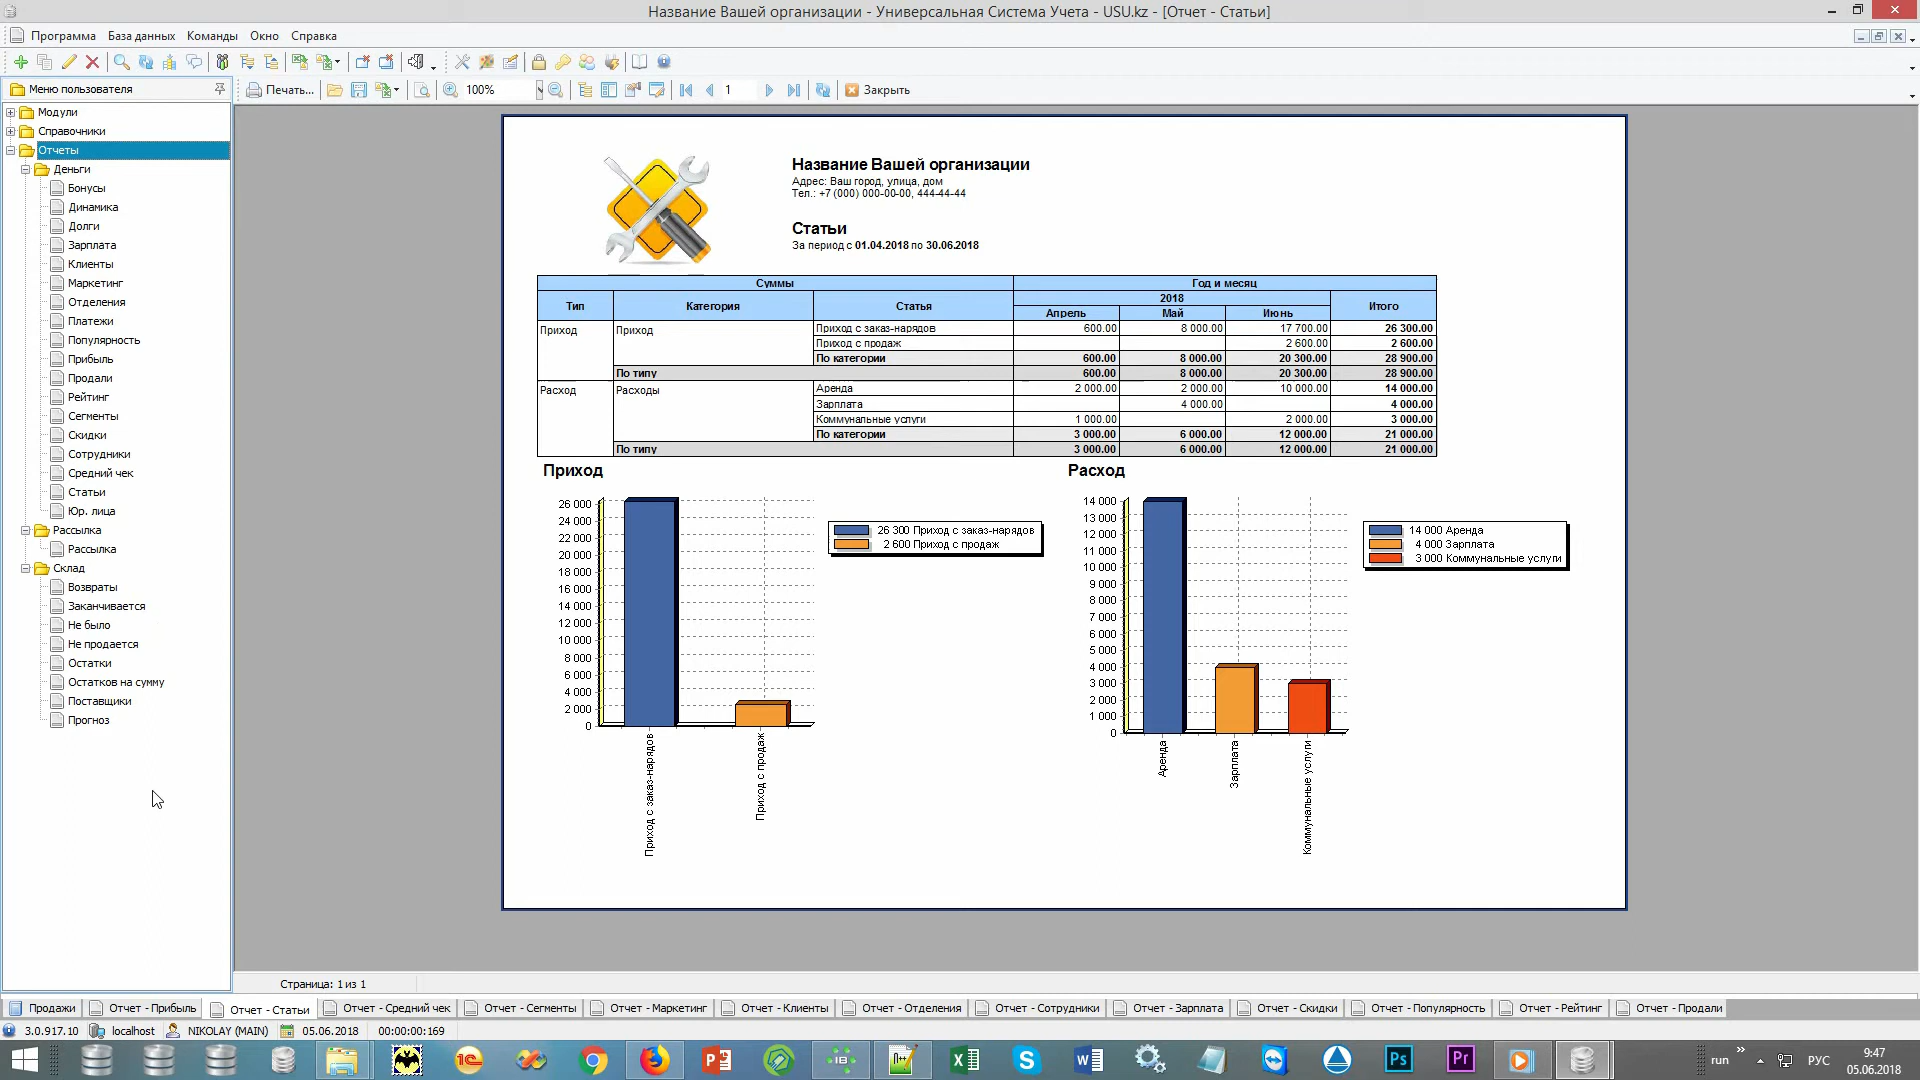 Название Вашей организации - Универсальная Система Учета - USU.kz - [Отчет - Статьи]
Программа База данных Команды Окно Справка
Меню пользователя
Печать... 100% 1 Закрыть
Модули
Справочники
Отчеты
Деньги
Бонусы
Динамика
Долги
Зарплата
Клиенты
Маркетинг
Отделения
Платежи
Популярность
Прибыль
Продали
Рейтинг
Сегменты
Скидки
Сотрудники
Средний чек
Статьи
Юр. лица
Рассылка
Рассылка
Склад
Возвраты
Заканчивается
Не было
Не продается
Остатки
Остатков на сумму
Поставщики
Прогноз
Название Вашей организации
Адрес: Ваш город, улица, дом
Тел.: +7 (000) 000-00-00, 444-44-44
Статьи
За период с 01.04.2018 по 30.06.2018
Суммы Год и месяц
Тип Категория Статья 2018 Итого
Апрель Май Июнь
Приход Приход Приход с заказ-нарядов 600.00 8 000.00 17 700.00 26 300.00
Приход с продаж 2 600.00 2 600.00
По категории 600.00 8 000.00 20 300.00 28 900.00
По типу 600.00 8 000.00 20 300.00 28 900.00
Расход Расходы Аренда 2 000.00 2 000.00 10 000.00 14 000.00
Зарплата 4 000.00 4 000.00
Коммунальные услуги 1 000.00 2 000.00 3 000.00
По категории 3 000.00 6 000.00 12 000.00 21 000.00
По типу 3 000.00 6 000.00 12 000.00 21 000.00
Приход
26 000
24 000
22 000
20 000
18 000
16 000
14 000
12 000
10 000
8 000
6 000
4 000
2 000
0
Приход с заказ-нарядов
Приход с продаж
26 300 Приход с заказ-нарядов
2 600 Приход с продаж
Расход
14 000
13 000
12 000
11 000
10 000
9 000
8 000
7 000
6 000
5 000
4 000
3 000
2 000
1 000
0
Аренда
Зарплата
Коммунальные услуги
14 000 Аренда
4 000 Зарплата
3 000 Коммунальные услуги
Страница: 1 из 1
Продажи Отчет - Прибыль Отчет - Статьи Отчет - Средний чек Отчет - Сегменты Отчет - Маркетинг Отчет - Клиенты Отчет - Отделения Отчет - Сотрудники Отчет - Зарплата Отчет - Скидки Отчет - Популярность Отчет - Рейтинг Отчет - Продали
3.0.917.10 localhost NIKOLAY (MAIN) 05.06.2018 00:00:00:169
run РУС 9:47
05.06.2018